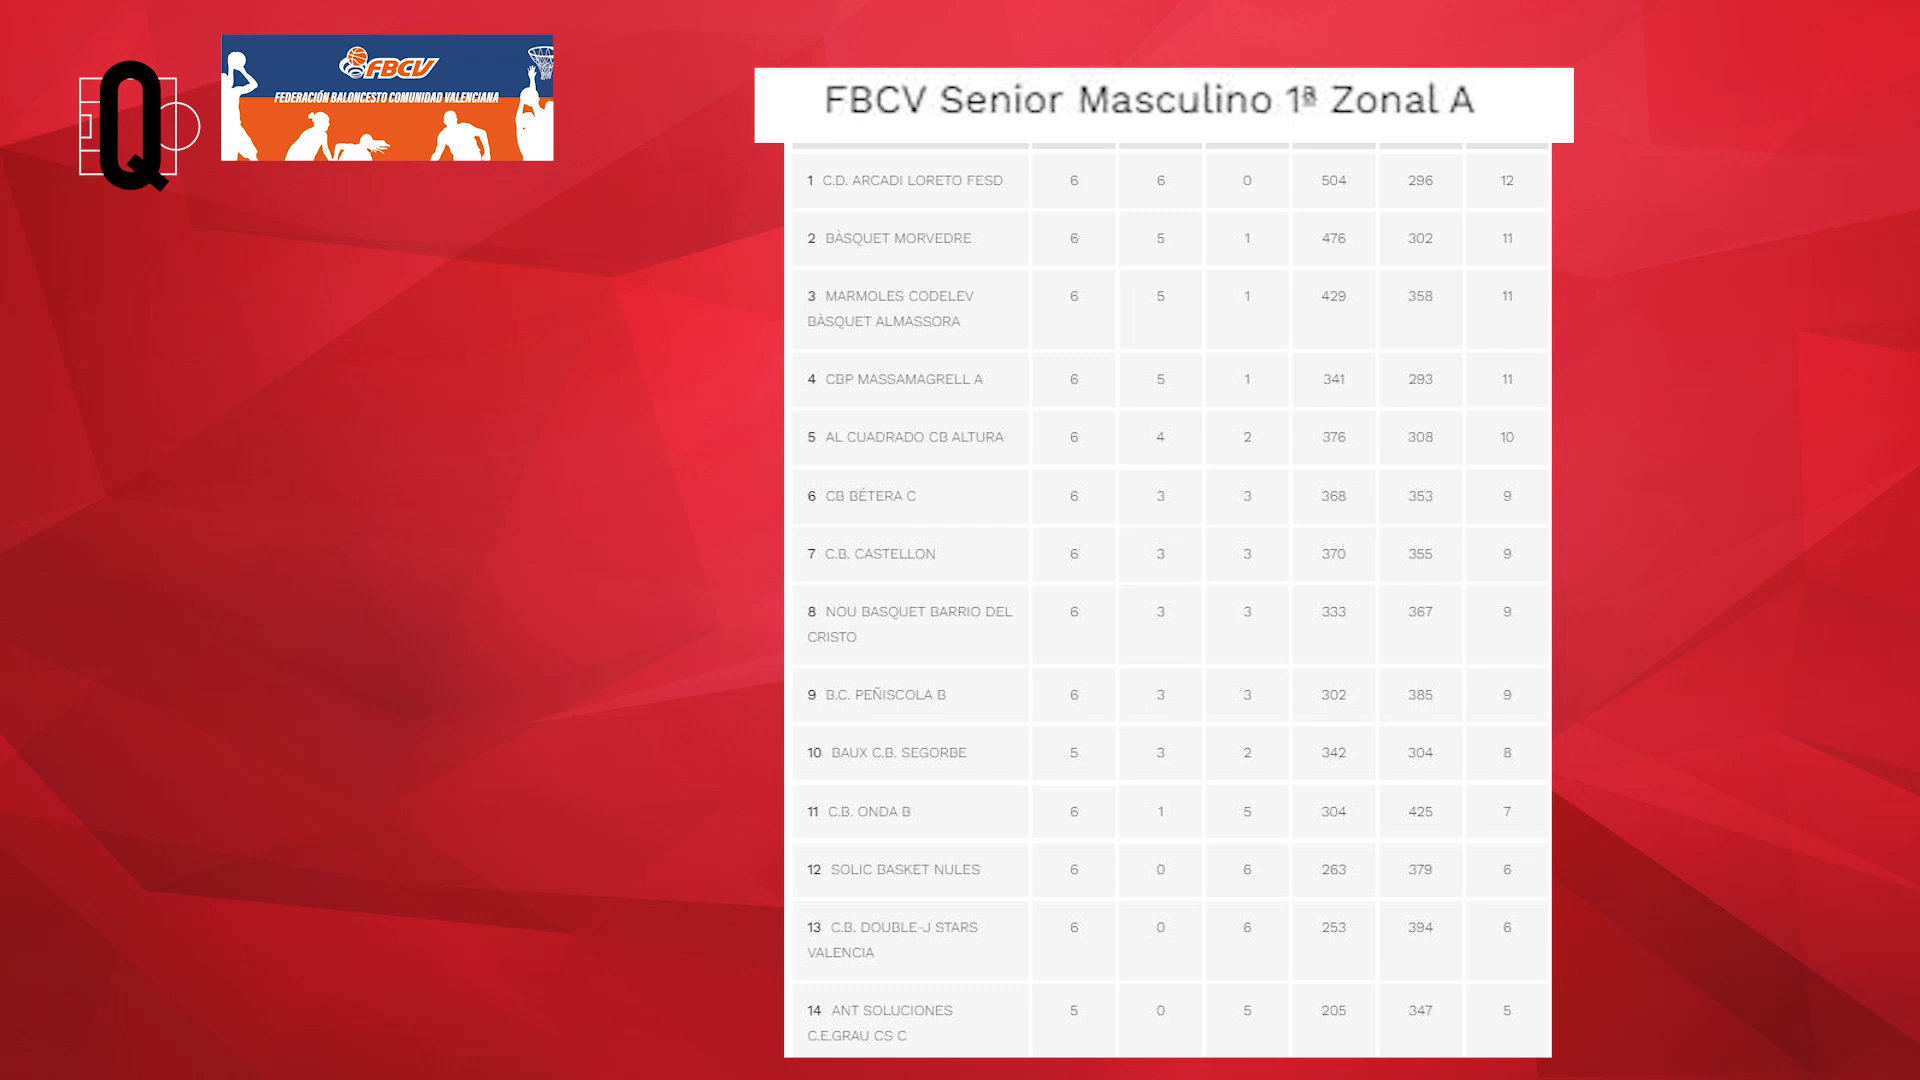 Q
FBCV
FEDERACIÓN BALONCESTO COMUNIDAD VALENCIANA
FBCV Senior Masculino 1ª Zonal A
1 C.D. ARCADI LORETO FESD 6 6 0 504 296 12
2 BÀSQUET MORVEDRE 6 5 1 476 302 11
3 MARMOLES CODELEV 6 5 1 429 358 11
BÀSQUET ALMASSORA
4 CBP MASSAMAGRELL A 6 5 1 341 293 11
5 AL CUADRADO CB ALTURA 6 4 2 376 308 10
6 CB BÉTERA C 6 3 3 368 353 9
7 C.B. CASTELLON 6 3 3 370 355 9
8 NOU BASQUET BARRIO DEL 6 3 3 333 367 9
CRISTO
9 B.C. PEÑISCOLA B 6 3 3 302 385 9
10 BAUX C.B. SEGORBE 5 3 2 342 304 8
11 C.B. ONDA B 6 1 5 304 425 7
12 SOLIC BASKET NULES 6 0 6 263 379 6
13 C.B. DOUBLE-J STARS 6 0 6 253 394 6
VALENCIA
14 ANT SOLUCIONES 5 0 5 205 347 5
C.E.GRAU CS C